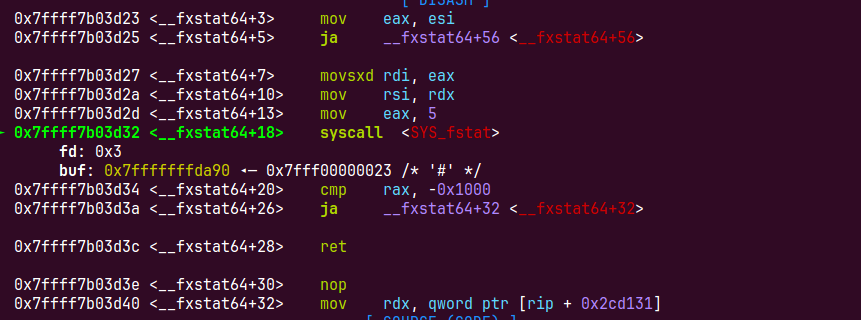 [ DISASM ]
0x7ffff7b03d23 <__fxstat64+3> mov eax, esi
0x7ffff7b03d25 <__fxstat64+5> ja __fxstat64+56 <__fxstat64+56>
0x7ffff7b03d27 <__fxstat64+7> movsxd rdi, eax
0x7ffff7b03d2a <__fxstat64+10> mov rsi, rdx
0x7ffff7b03d2d <__fxstat64+13> mov eax, 5
► 0x7ffff7b03d32 <__fxstat64+18> syscall <SYS_fstat>
fd: 0x3
buf: 0x7fffffffda90 ◂— 0x7fff00000023 /* '#' */
0x7ffff7b03d34 <__fxstat64+20> cmp rax, -0x1000
0x7ffff7b03d3a <__fxstat64+26> ja __fxstat64+32 <__fxstat64+32>
0x7ffff7b03d3c <__fxstat64+28> ret
0x7ffff7b03d3e <__fxstat64+30> nop
0x7ffff7b03d40 <__fxstat64+32> mov rdx, qword ptr [rip + 0x2cd131]
[ SOURCE (CODE) ]